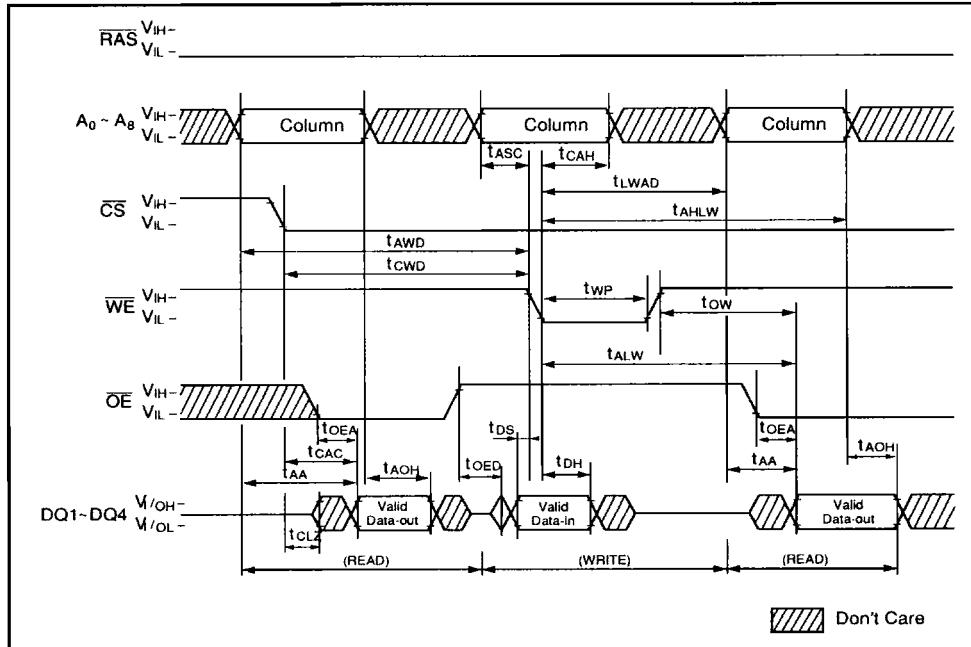 RAS VIH–
VIL –
A0 ~ A8 VIH–
VIL –
Column Column Column
tASC tCAH
tLWAD
tAHLW
CS VIH–
VIL –
tAWD
tCWD
WE VIH–
VIL –
tWP
tOW
tALW
OE VIH–
VIL –
tOEA tDS tOEA
tCAC
tAA tAOH tOED tDH tAA tAOH
DQ1~DQ4 VI/OH–
VI/OL –
Valid Data-out
Valid Data-in
Valid Data-out
tCLZ
(READ) (WRITE) (READ)
Don't Care